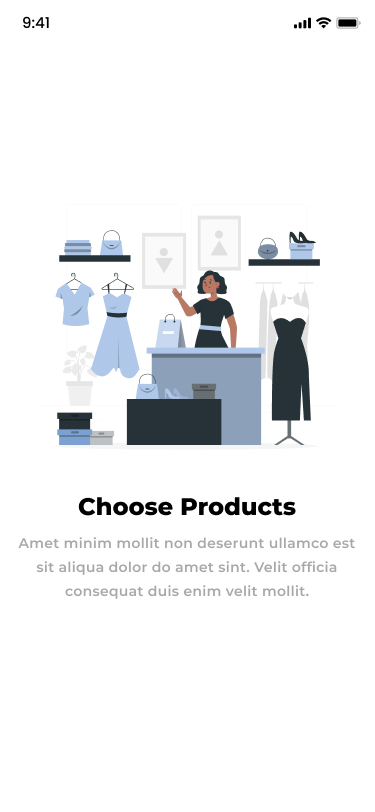 9:41
Choose Products
Amet minim mollit non deserunt ullamco est
sit aliqua dolor do amet sint. Velit officia
consequat duis enim velit mollit.